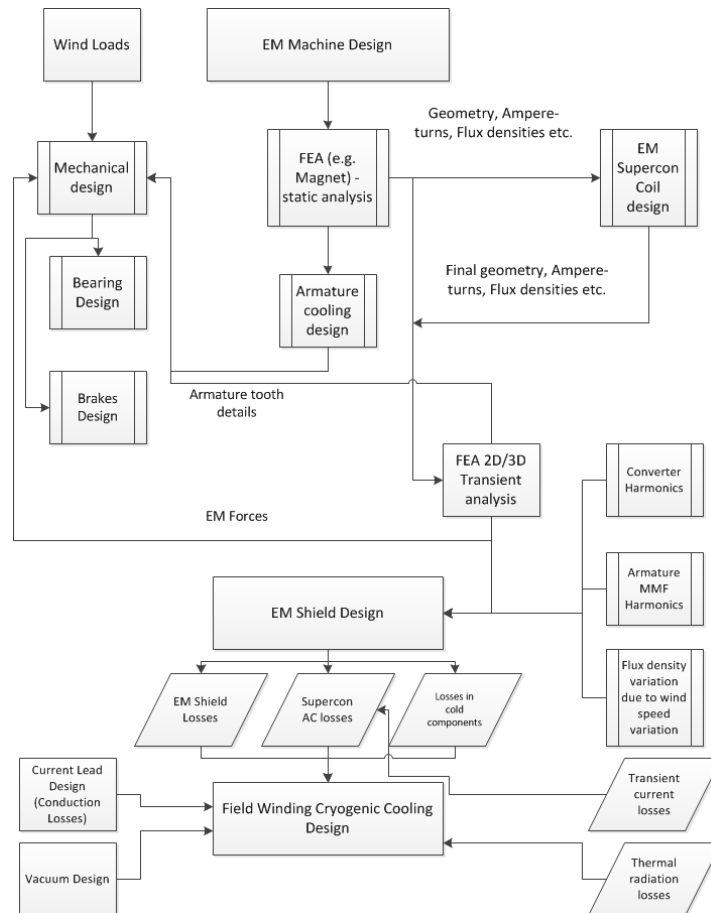 Wind Loads
EM Machine Design
Geometry, Ampere-
turns, Flux densities etc.
Mechanical
design
FEA (e.g.
Magnet) -
static analysis
EM
Supercon
Coil
design
Final geometry, Ampere-
turns, Flux densities etc.
Bearing
Design
Armature
cooling
design
Armature tooth
details
Brakes
Design
FEA 2D/3D
Transient
analysis
Converter
Harmonics
EM Forces
Armature
MMF
Harmonics
EM Shield Design
Flux density
variation
due to wind
speed
variation
EM Shield
Losses
Supercon
AC losses
Losses in
cold
components
Current Lead
Design
(Conduction
Losses)
Field Winding Cryogenic Cooling
Design
Transient
current
losses
Vacuum Design
Thermal
radiation
losses